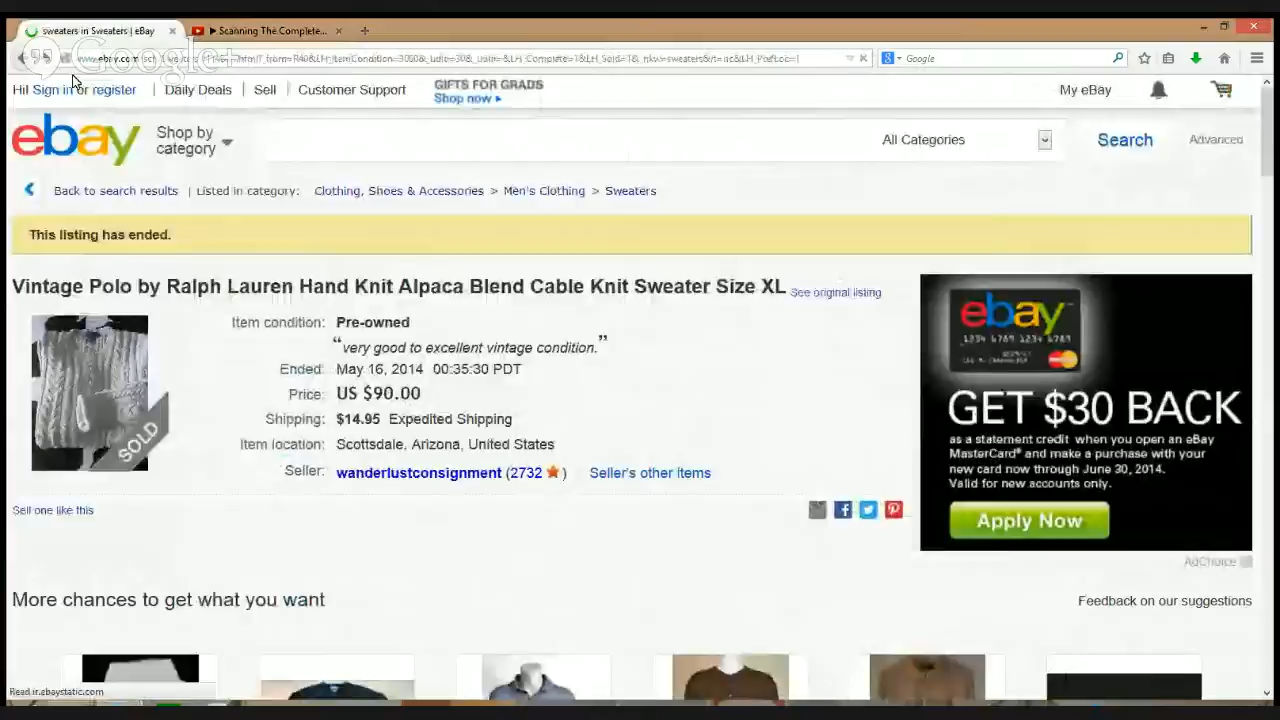 sweaters in Sweaters | eBay
Scanning The Complete...
Google+
Google
Hi! Sign in or register
Daily Deals
Sell
Customer Support
GIFTS FOR GRADS
Shop now
My eBay
ebay
Shop by category
All Categories
Search
Advanced
Back to search results | Listed in category: Clothing, Shoes & Accessories > Men's Clothing > Sweaters
This listing has ended.
Vintage Polo by Ralph Lauren Hand Knit Alpaca Blend Cable Knit Sweater Size XL
See original listing
Item condition: Pre-owned
"very good to excellent vintage condition."
Ended: May 16, 2014 00:35:30 PDT
Price: US $90.00
Shipping: $14.95 Expedited Shipping
Item location: Scottsdale, Arizona, United States
Seller: wanderlustconsignment (2732 ) Seller's other items
SOLD
Sell one like this
ebay
GET $30 BACK
as a statement credit when you open an eBay
MasterCard® and make a purchase with your
new card now through June 30, 2014.
Valid for new accounts only.
Apply Now
AdChoice
More chances to get what you want
Feedback on our suggestions
Read ir.ebaystatic.com